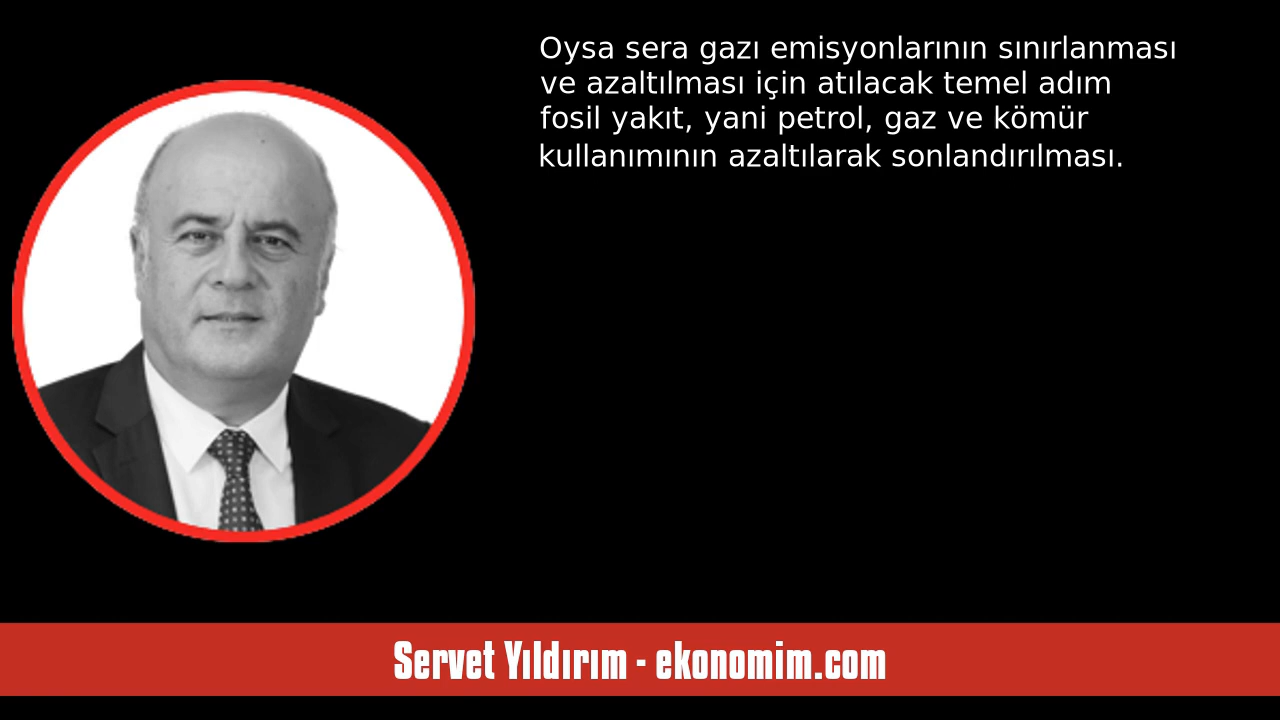 Oysa sera gazı emisyonlarının sınırlanması
ve azaltılması için atılacak temel adım
fosil yakıt, yani petrol, gaz ve kömür
kullanımının azaltılarak sonlandırılması.
Servet Yıldırım - ekonomim.com